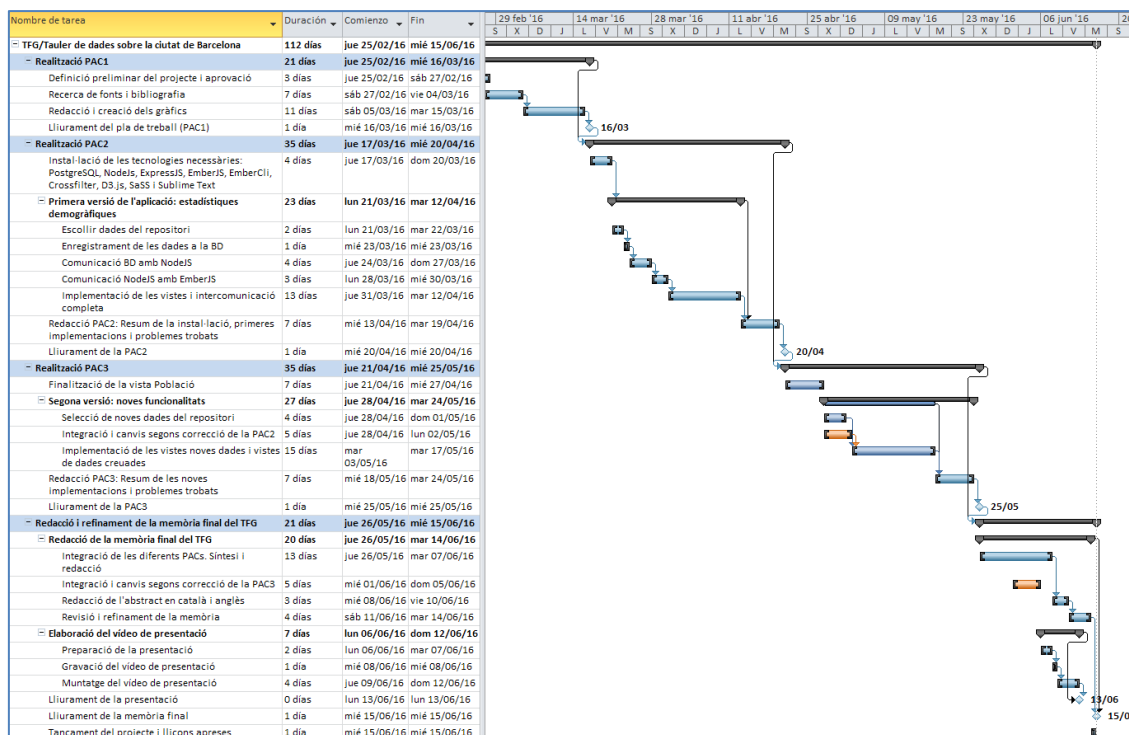 Nombre de tarea Duración Comienzo Fin 29 feb '16 14 mar '16 28 mar '16 11 abr '16 25 abr '16 09 may '16 23 may '16 06 jun '16 20
S X D J L M V S X D J L M V S X D J L M V S X D J L M V S
TFG/Tauler de dades sobre la ciutat de Barcelona 112 días jue 25/02/16 mié 15/06/16
Realització PAC1 21 días jue 25/02/16 mié 16/03/16
Definició preliminar del projecte i aprovació 3 días jue 25/02/16 sáb 27/02/16
Recerca de fonts i bibliografia 7 días sáb 27/02/16 vie 04/03/16
Redacció i creació dels gràfics 11 días sáb 05/03/16 mar 15/03/16
Lliurament del pla de treball (PAC1) 1 día mié 16/03/16 mié 16/03/16 16/03
Realització PAC2 35 días jue 17/03/16 mié 20/04/16
Instal·lació de les tecnologies necessàries: 4 días jue 17/03/16 dom 20/03/16
PostgreSQL, NodeJs, ExpressJS, EmberJS, EmberCli,
Crossfilter, D3.js, SaSS i Sublime Text
Primera versió de l'aplicació: estadístiques 23 días lun 21/03/16 mar 12/04/16
demogràfiques
Escollir dades del repositori 2 días lun 21/03/16 mar 22/03/16
Enregistrament de les dades a la BD 1 día mié 23/03/16 mié 23/03/16
Comunicació BD amb NodeJS 4 días jue 24/03/16 dom 27/03/16
Comunicació NodeJS amb EmberJS 3 días lun 28/03/16 mié 30/03/16
Implementació de les vistes i intercomunicació 13 días jue 31/03/16 mar 12/04/16
completa
Redacció PAC2: Resum de la instal·lació, primeres 7 días mié 13/04/16 mar 19/04/16
implementacions i problemes trobats
Lliurament de la PAC2 1 día mié 20/04/16 mié 20/04/16 20/04
Realització PAC3 35 días jue 21/04/16 mié 25/05/16
Finalització de la vista Població 7 días jue 21/04/16 mié 27/04/16
Segona versió: noves funcionalitats 27 días jue 28/04/16 mar 24/05/16
Selecció de noves dades del repositori 4 días jue 28/04/16 dom 01/05/16
Integració i canvis segons correcció de la PAC2 5 días jue 28/04/16 lun 02/05/16
Implementació de les vistes noves dades i vistes 15 días mar mar 17/05/16
de dades creuades 03/05/16
Redacció PAC3: Resum de les noves 7 días mié 18/05/16 mar 24/05/16
implementacions i problemes trobats
Lliurament de la PAC3 1 día mié 25/05/16 mié 25/05/16 25/05
Redacció i refinament de la memòria final del TFG 21 días jue 26/05/16 mié 15/06/16
Redacció de la memòria final del TFG 20 días jue 26/05/16 mar 14/06/16
Integració de les diferents PACs. Síntesi i 13 días jue 26/05/16 mar 07/06/16
redacció
Integració i canvis segons correcció de la PAC3 5 días mié 01/06/16 dom 05/06/16
Redacció de l'abstract en català i anglès 3 días mié 08/06/16 vie 10/06/16
Revisió i refinament de la memòria 4 días sáb 11/06/16 mar 14/06/16
Elaboració del vídeo de presentació 7 días lun 06/06/16 dom 12/06/16
Preparació de la presentació 2 días lun 06/06/16 mar 07/06/16
Gravació del vídeo de presentació 1 día mié 08/06/16 mié 08/06/16
Muntatge del vídeo de presentació 4 días jue 09/06/16 dom 12/06/16
Lliurament de la presentació 0 días lun 13/06/16 lun 13/06/16 13/06
Lliurament de la memòria final 1 día mié 15/06/16 mié 15/06/16 15/0
Tancament del projecte i lliçons apreses 1 día mié 15/06/16 mié 15/06/16